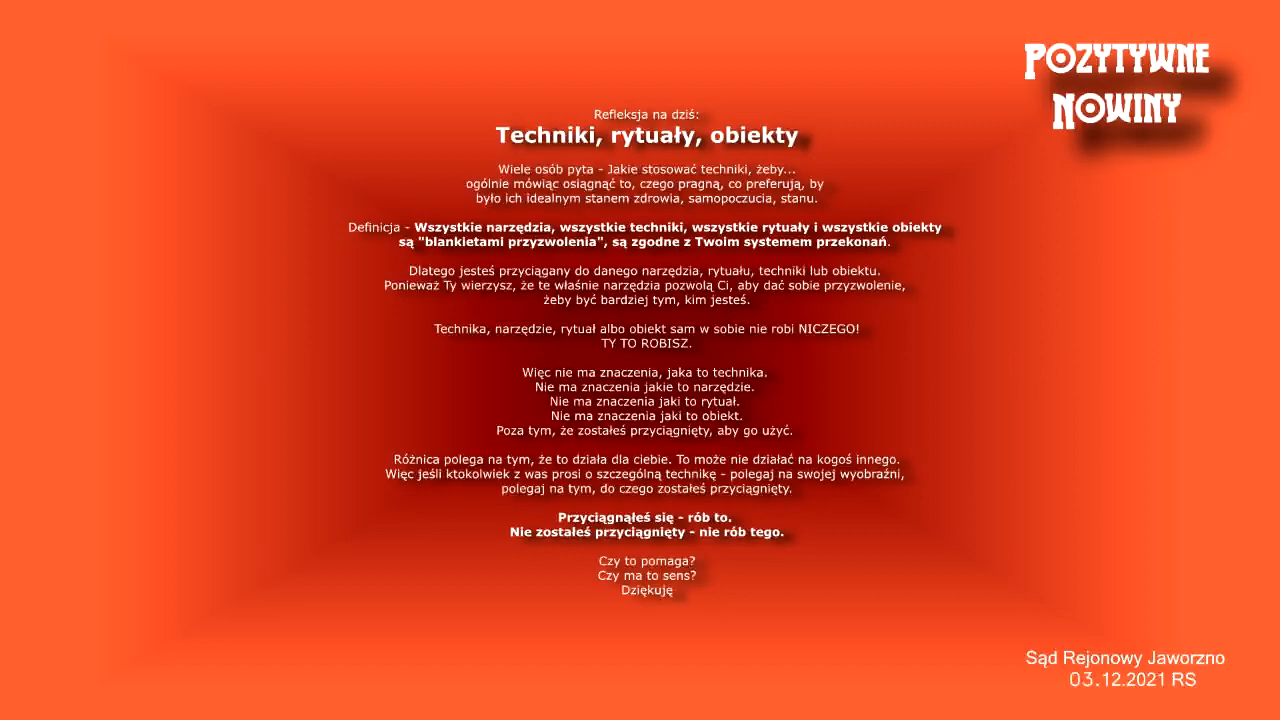 POZYTYWNE
NOWINY
Refleksja na dziś:
Techniki, rytuały, obiekty
Wiele osób pyta - Jakie stosować techniki, żeby...
ogólnie mówiąc osiągnąć to, czego pragną, co preferują, by
było ich idealnym stanem zdrowia, samopoczucia, stanu.
Definicja - Wszystkie narzędzia, wszystkie techniki, wszystkie rytuały i wszystkie obiekty
są "blankietami przyzwolenia", są zgodne z Twoim systemem przekonań.
Dlatego jesteś przyciągany do danego narzędzia, rytuału, techniki lub obiektu.
Ponieważ Ty wierzysz, że te właśnie narzędzia pozwolą Ci, aby dać sobie przyzwolenie,
żeby być bardziej tym, kim jesteś.
Technika, narzędzie, rytuał albo obiekt sam w sobie nie robi NICZEGO!
TY TO ROBISZ.
Więc nie ma znaczenia, jaka to technika.
Nie ma znaczenia jakie to narzędzie.
Nie ma znaczenia jaki to rytuał.
Nie ma znaczenia jaki to obiekt.
Poza tym, że zostałeś przyciągnięty, aby go użyć.
Różnica polega na tym, że to działa dla ciebie. To może nie działać na kogoś innego.
Więc jeśli ktokolwiek z was prosi o szczególną technikę - polegaj na swojej wyobraźni,
polegaj na tym, do czego zostałeś przyciągnięty.
Przyciągnąłeś się - rób to.
Nie zostałeś przyciągnięty - nie rób tego.
Czy to pomaga?
Czy ma to sens?
Dziękuję
Sąd Rejonowy Jaworzno
03.12.2021 RS